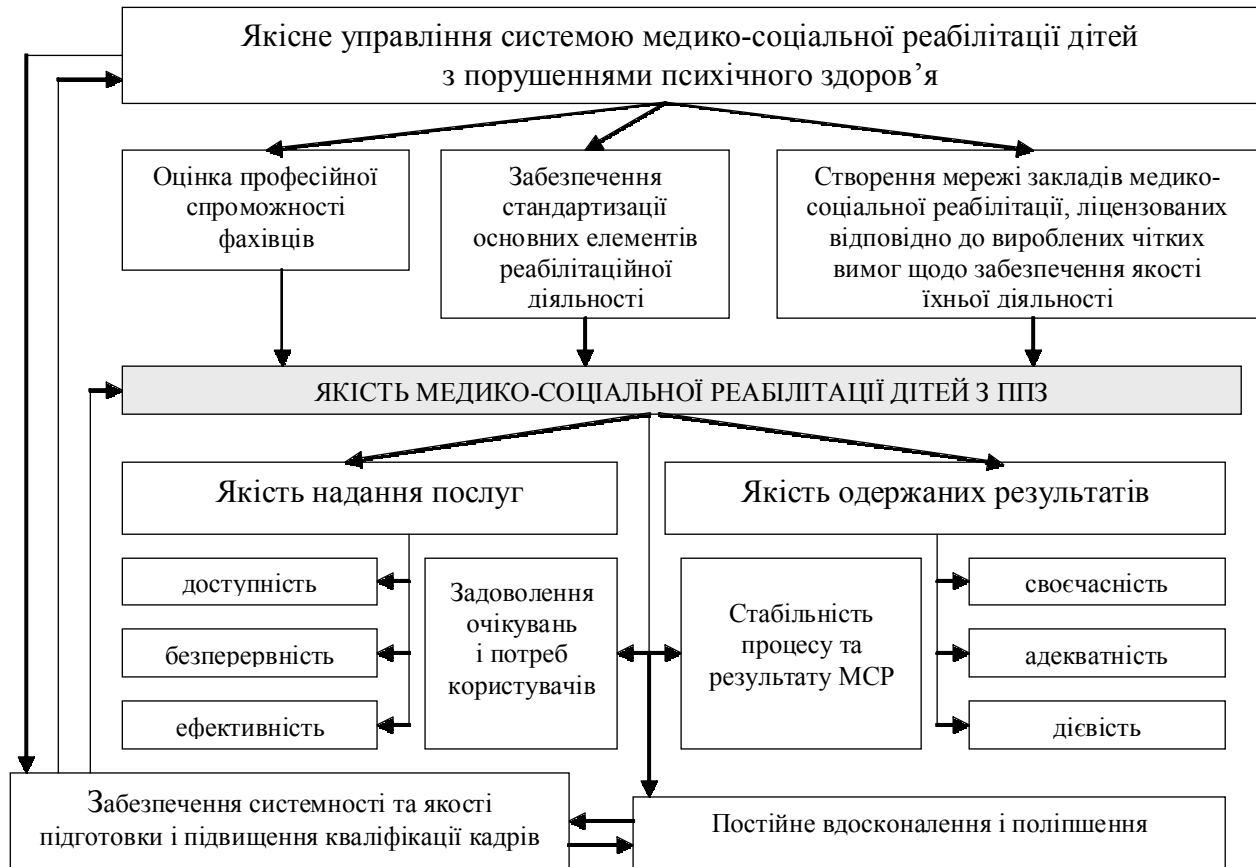 Якісне управління системою медико-соціальної реабілітації дітей
з порушеннями психічного здоров’я
Оцінка професійної
спроможності
фахівців
Забезпечення
стандартизації
основних елементів
реабілітаційної
діяльності
Створення мережі закладів медико-
соціальної реабілітації, ліцензованих
відповідно до вироблених чітких
вимог щодо забезпечення якості
їхньої діяльності
ЯКІСТЬ МЕДИКО-СОЦІАЛЬНОЇ РЕАБІЛІТАЦІЇ ДІТЕЙ З ППЗ
Якість надання послуг
Якість одержаних результатів
доступність
безперервність
ефективність
Задоволення
очікувань
і потреб
користувачів
Стабільність
процесу та
результату МСР
своєчасність
адекватність
дієвість
Забезпечення системності та якості
підготовки і підвищення кваліфікації кадрів
Постійне вдосконалення і поліпшення